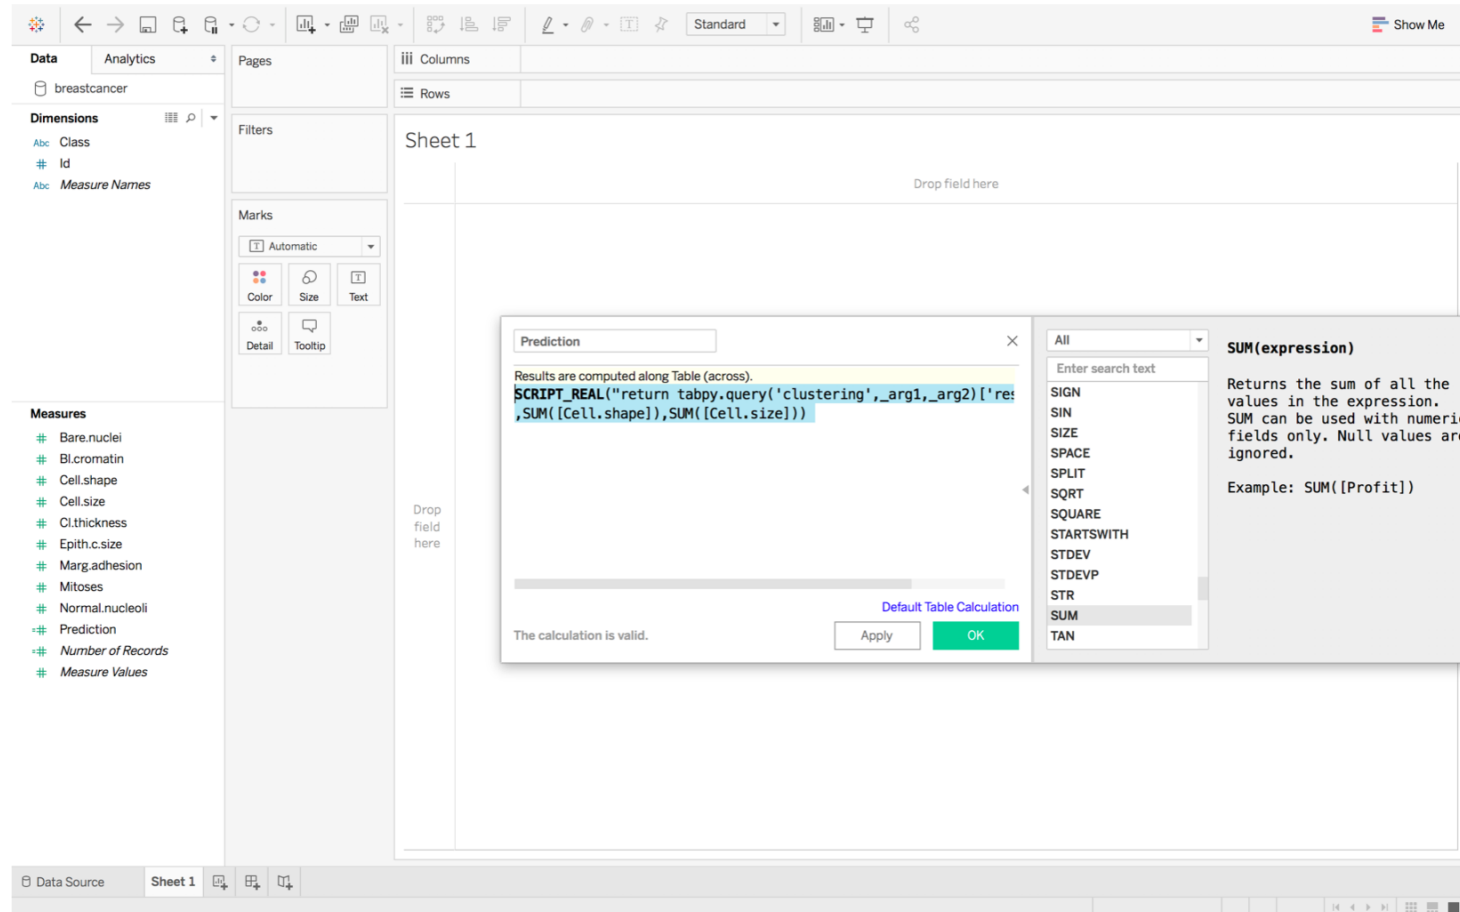 Standard
Show Me
Data
Analytics
breastcancer
Dimensions
Abc Class
# Id
Abc Measure Names
Measures
# Bare.nuclei
# Bl.cromatin
# Cell.shape
# Cell.size
# Cl.thickness
# Epith.c.size
# Marg.adhesion
# Mitoses
# Normal.nucleoli
=# Prediction
=# Number of Records
# Measure Values
Pages
Filters
Marks
T Automatic
Color
Size
T
Text
Detail
Tooltip
iii Columns
Rows
Sheet 1
Drop field here
Drop
field
here
Prediction
Results are computed along Table (across).
SCRIPT_REAL("return tabpy.query('clustering',_arg1,_arg2)['res
,SUM([Cell.shape]),SUM([Cell.size]))
Default Table Calculation
The calculation is valid.
Apply
OK
All
Enter search text
SIGN
SIN
SIZE
SPACE
SPLIT
SQRT
SQUARE
STARTSWITH
STDEV
STDEVP
STR
SUM
TAN
SUM(expression)
Returns the sum of all the
values in the expression.
SUM can be used with numeric
fields only. Null values are
ignored.
Example: SUM([Profit])
Data Source
Sheet 1